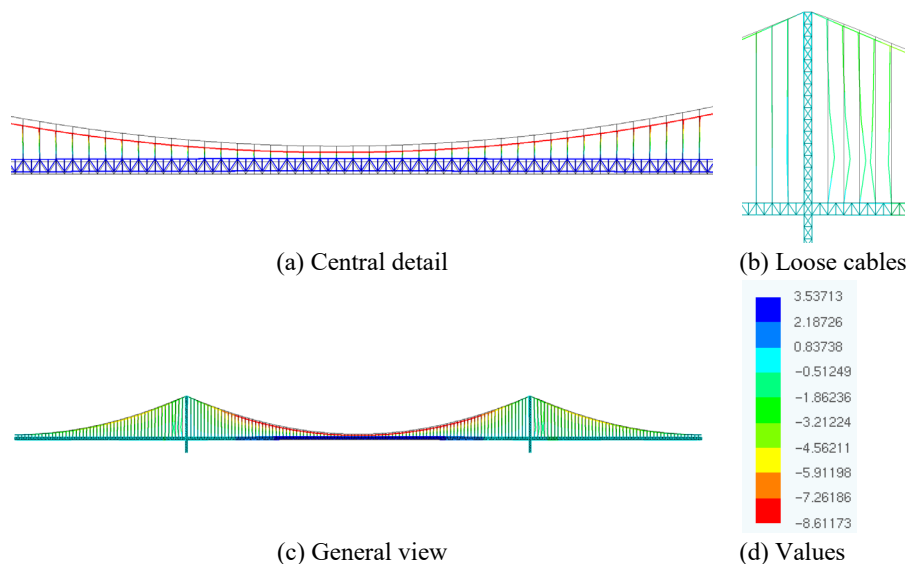 (a) Central detail
(b) Loose cables
3.53713
2.18726
0.83738
-0.51249
-1.86236
-3.21224
-4.56211
-5.91198
-7.26186
-8.61173
(c) General view
(d) Values